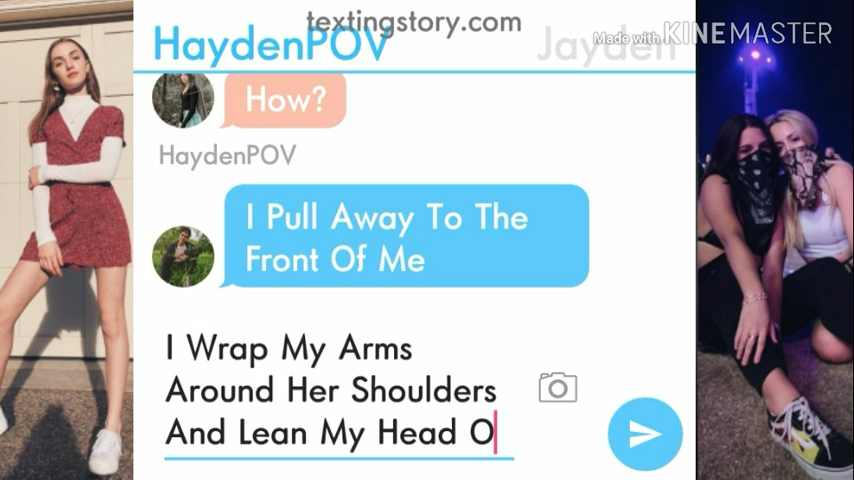 textingstory.com
HaydenPOV
Jayden
Made with KINEMASTER
How?
HaydenPOV
I Pull Away To The
Front Of Me
I Wrap My Arms
Around Her Shoulders
And Lean My Head O